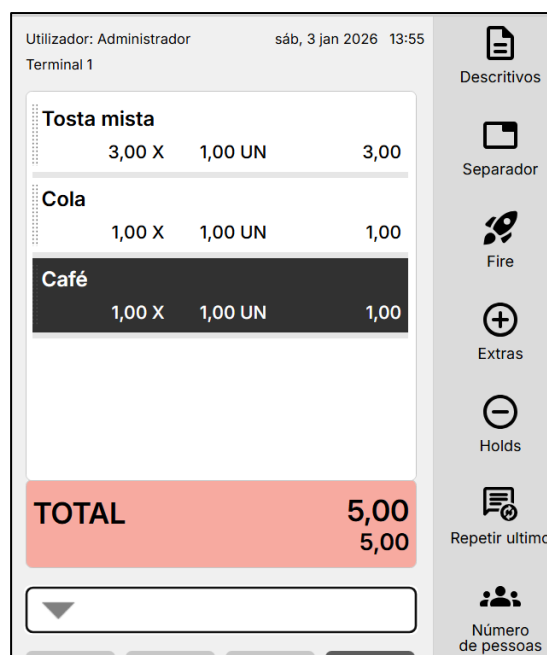 Utilizador: Administrador sáb, 3 jan 2026 13:55
Terminal 1
Tosta mista
3,00 X 1,00 UN 3,00
Cola
1,00 X 1,00 UN 1,00
Café
1,00 X 1,00 UN 1,00
TOTAL 5,00
5,00
Descritivos
Separador
Fire
Extras
Holds
Repetir ultimo
Número
de pessoas